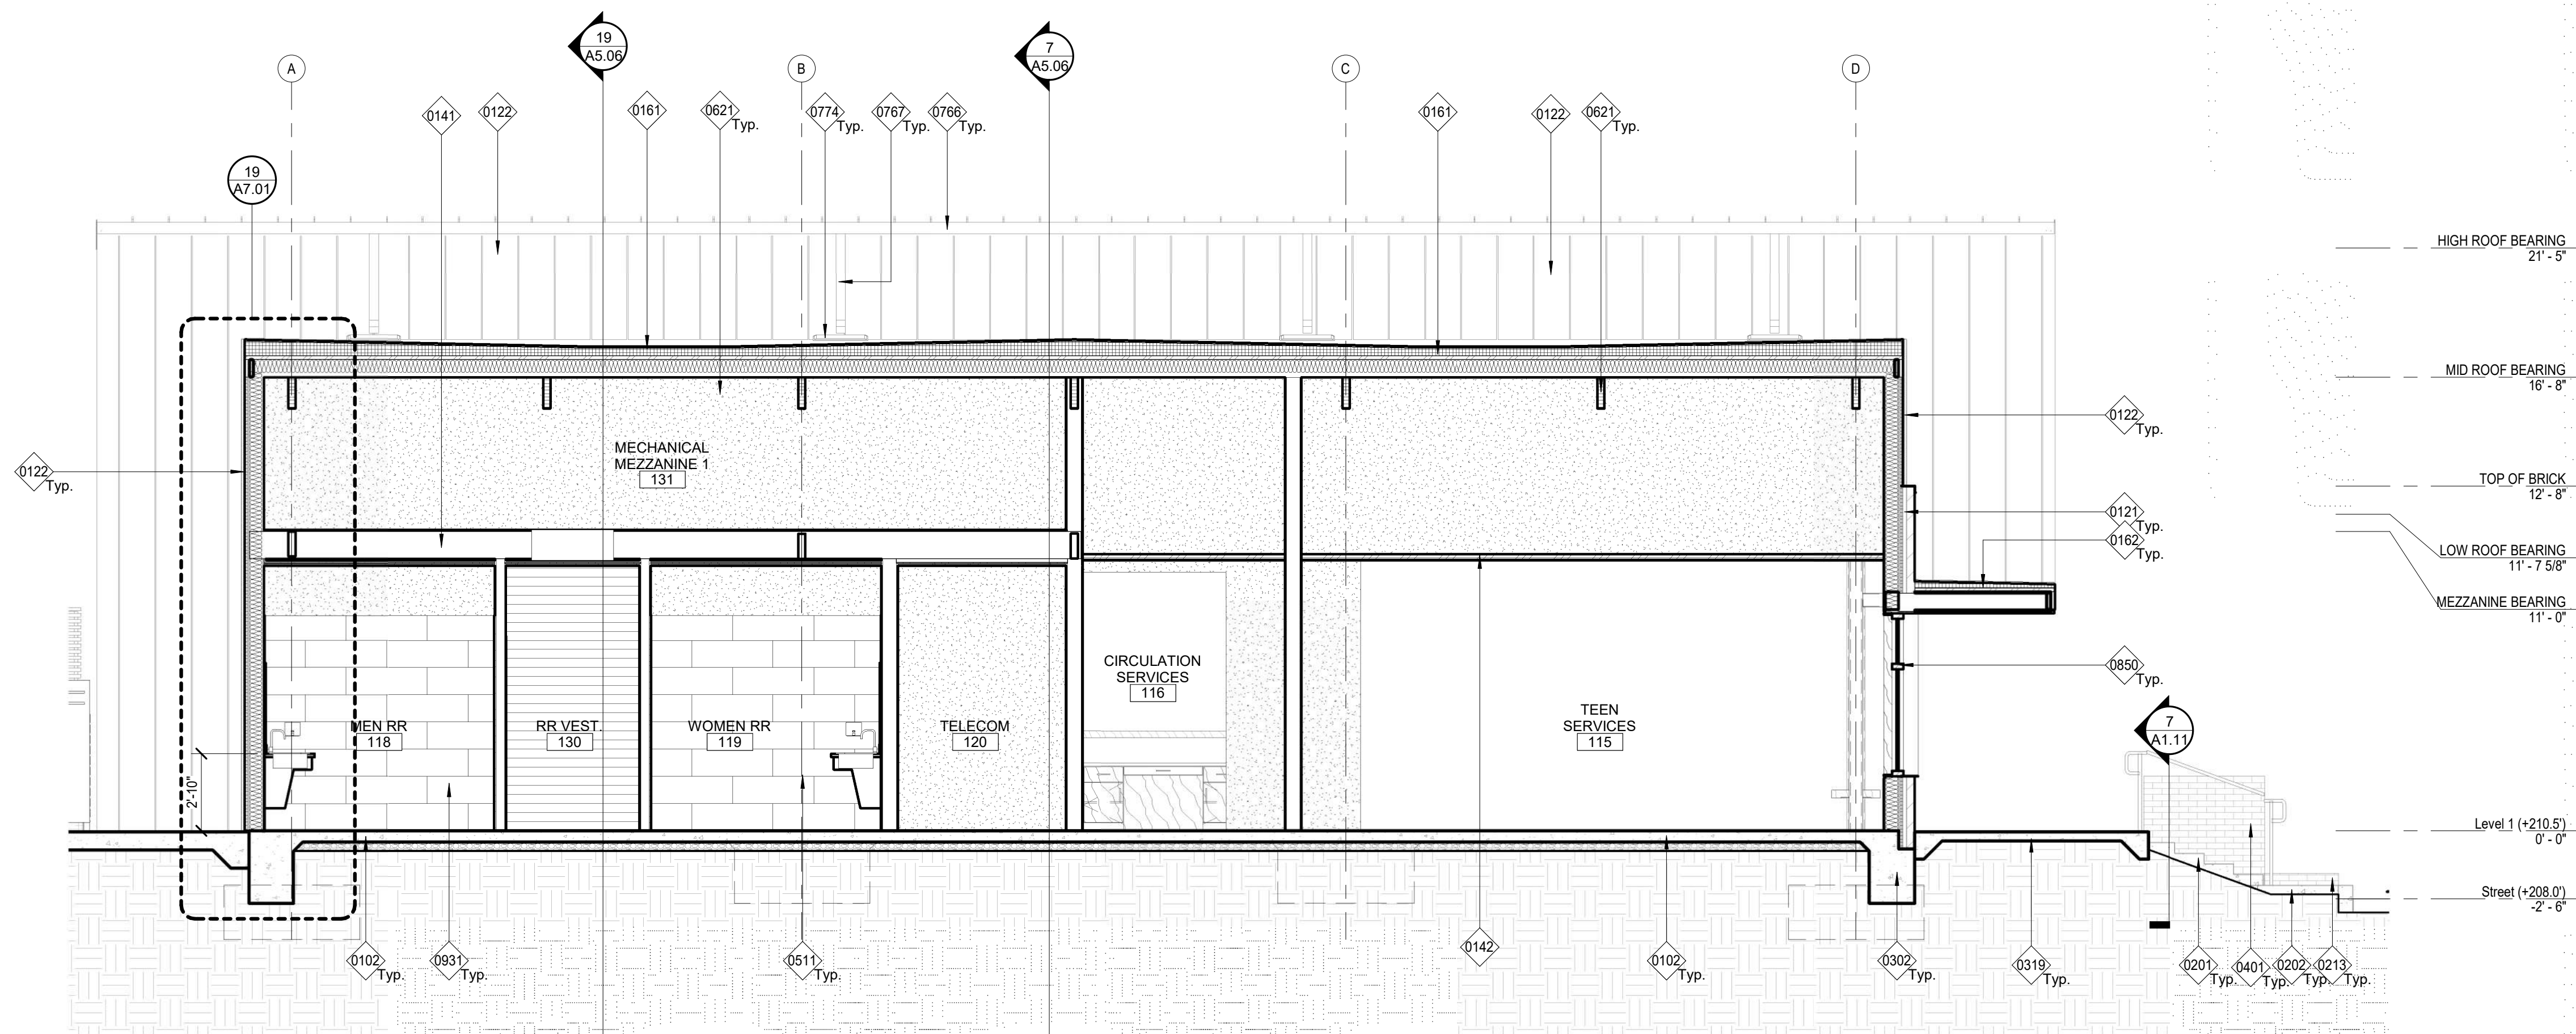 19
A5.06
7
A5.06
A
B
C
D
0141
0122
0161
0621
Typ.
0774
Typ.
0767
Typ.
0766
Typ.
0161
0122
0621
Typ.
19
A7.01
HIGH ROOF BEARING
21' - 5"
MID ROOF BEARING
16' - 8"
0122
Typ.
MECHANICAL
MEZZANINE 1
131
0122
Typ.
TOP OF BRICK
12' - 8"
0121
Typ.
0162
Typ.
LOW ROOF BEARING
11' - 7 5/8"
MEZZANINE BEARING
11' - 0"
CIRCULATION
SERVICES
116
0850
Typ.
MEN RR
118
RR VEST.
130
WOMEN RR
119
TELECOM
120
TEEN
SERVICES
115
7
A1.11
2'-10"
Level 1 (+210.5')
0' - 0"
Street (+208.0')
-2' - 6"
0102
Typ.
0931
Typ.
0511
Typ.
0142
0102
Typ.
0302
Typ.
0319
Typ.
0201
Typ.
0401
Typ.
0202
Typ.
0213
Typ.